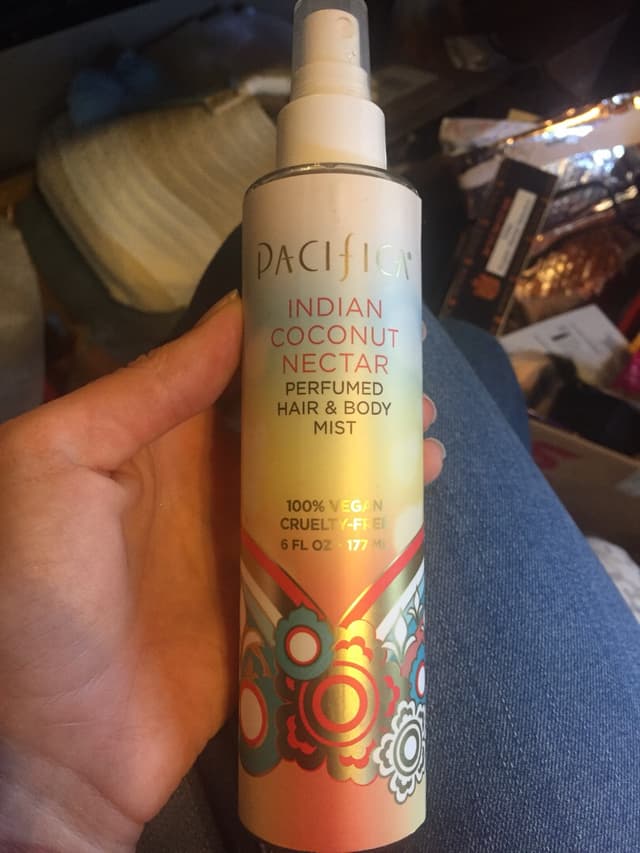 PACIFICA
INDIAN
COCONUT
NECTAR
PERFUMED
HAIR & BODY
MIST
100% VEGAN
CRUELTY-FREE
6 FL OZ - 177 Ml